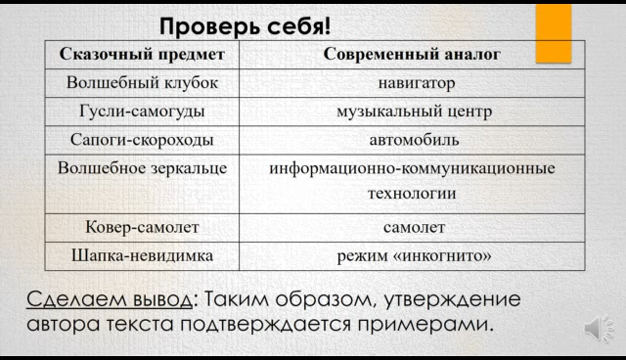 Проверь себя!
Сказочный предмет Современный аналог
Волшебный клубок навигатор
Гусли-самогуды музыкальный центр
Сапоги-скороходы автомобиль
Волшебное зеркальце информационно-коммуникационные
технологии
Ковер-самолет самолет
Шапка-невидимка режим «инкогнито»
Сделаем вывод: Таким образом, утверждение
автора текста подтверждается примерами.